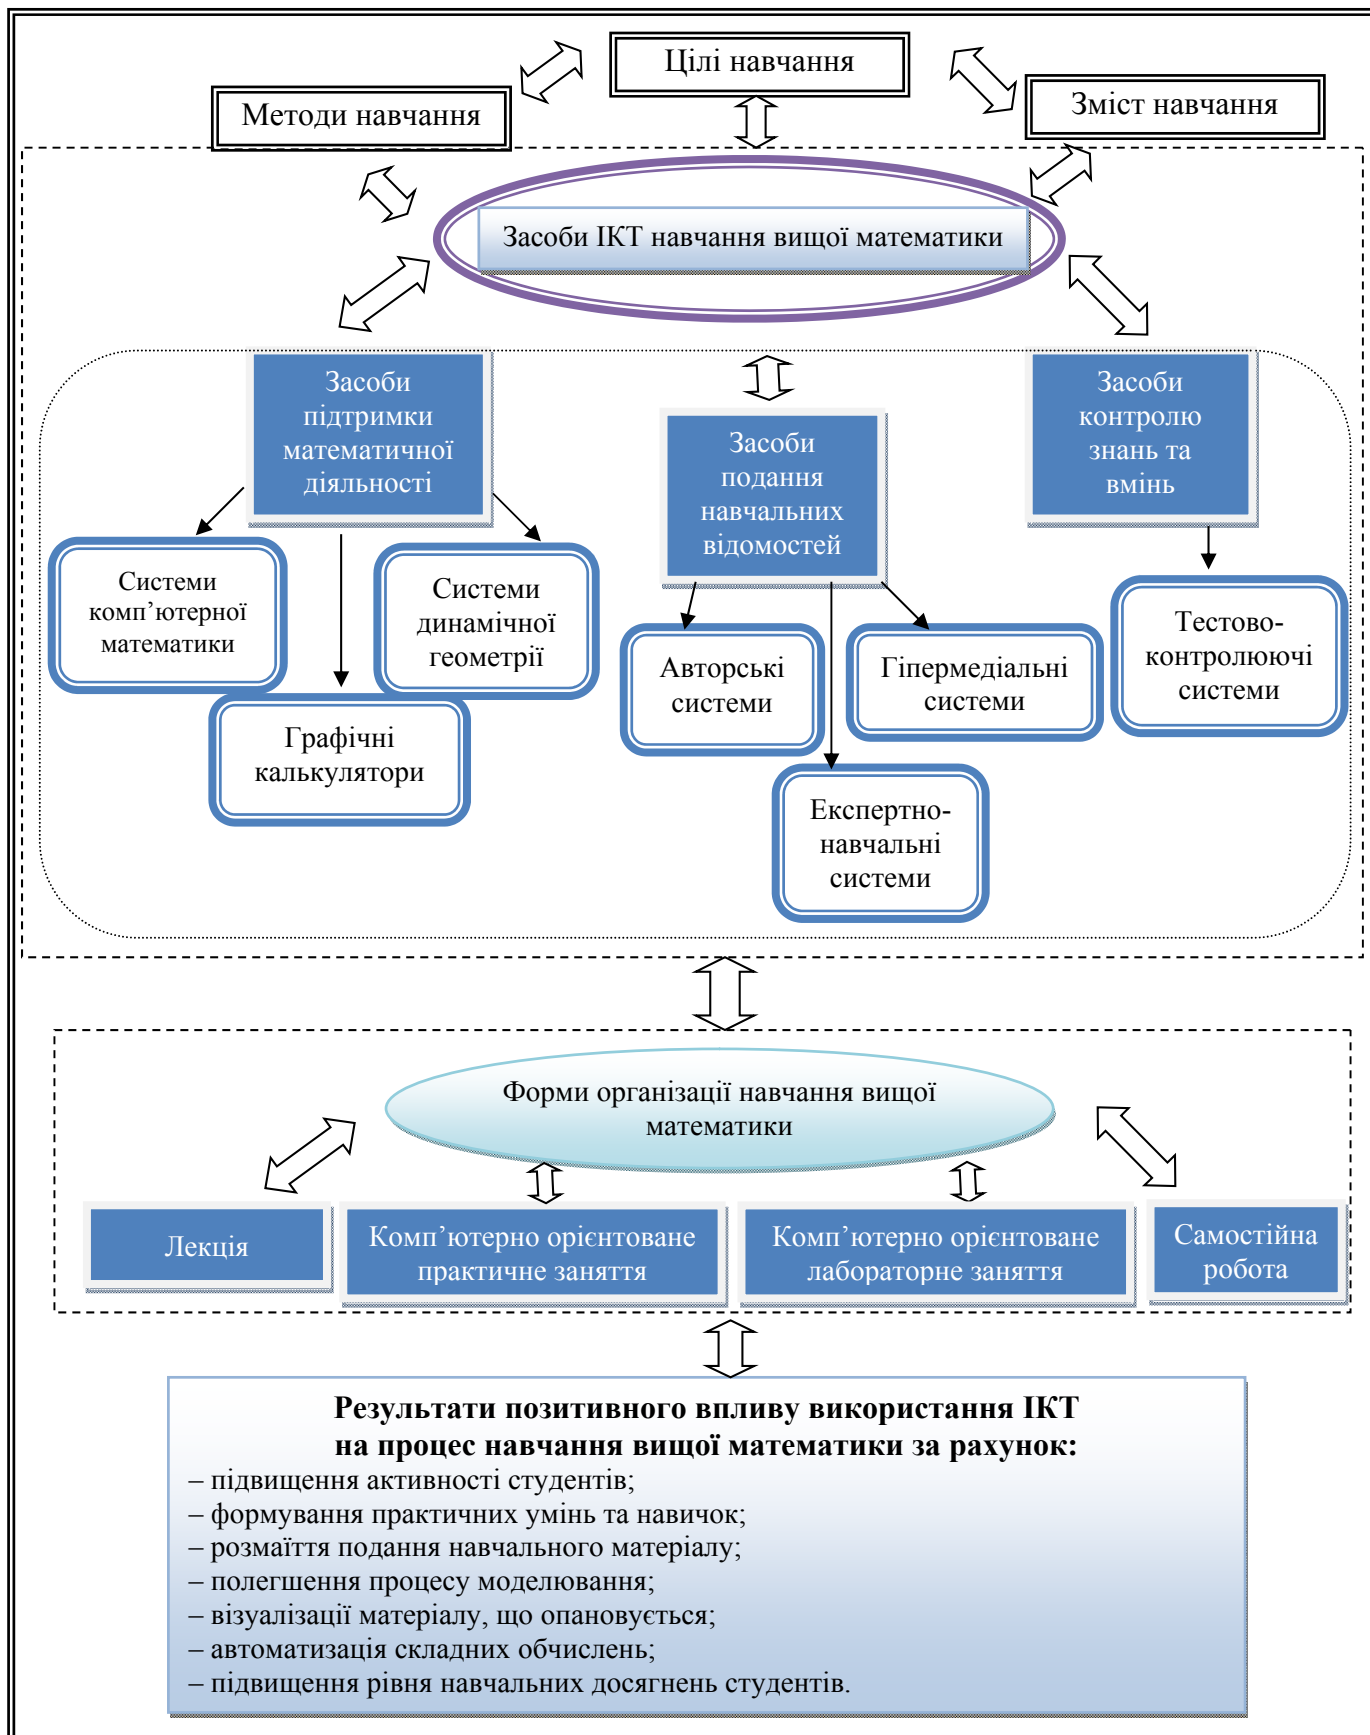 Цілі навчання
Методи навчання
Зміст навчання
Засоби ІКТ навчання вищої математики
Засоби
підтримки
математичної
діяльності
Засоби
подання
навчальних
відомостей
Засоби
контролю
знань та
вмінь
Системи
комп’ютерної
математики
Графічні
калькулятори
Системи
динамічної
геометрії
Авторські
системи
Експертно-
навчальні
системи
Гіпермедіальні
системи
Тестово-
контролюючі
системи
Форми організації навчання вищої
математики
Лекція
Комп’ютерно орієнтоване
практичне заняття
Комп’ютерно орієнтоване
лабораторне заняття
Самостійна
робота
Результати позитивного впливу використання ІКТ
на процес навчання вищої математики за рахунок:
– підвищення активності студентів;
– формування практичних умінь та навичок;
– розмаїття подання навчального матеріалу;
– полегшення процесу моделювання;
– візуалізації матеріалу, що опановується;
– автоматизація складних обчислень;
– підвищення рівня навчальних досягнень студентів.